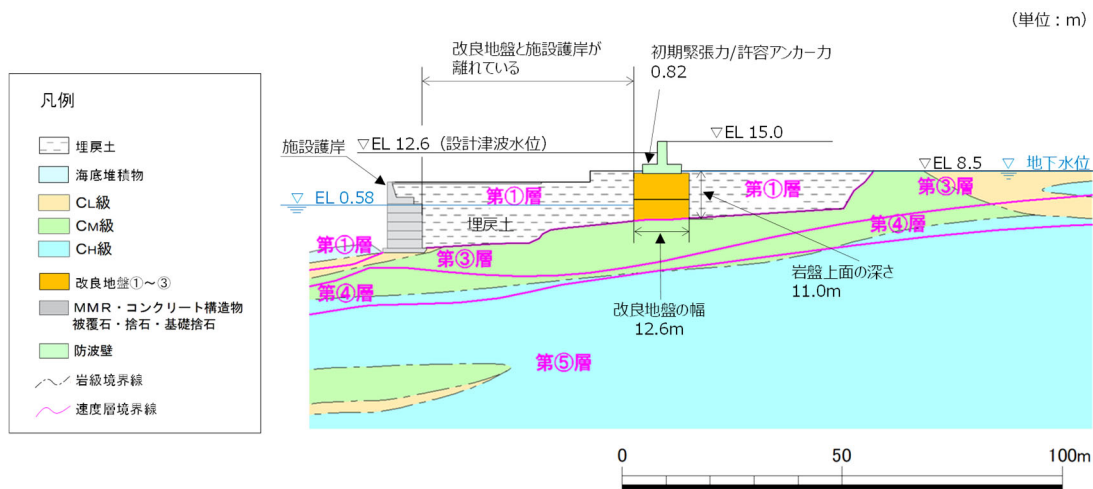 (単位：m)
改良地盤と施設護岸が
離れている
初期緊張力/許容アンカー力
0.82
凡例
埋戻土
海底堆積物
CL級
CM級
CH級
改良地盤①～③
MMR・コンクリート構造物
被覆石・捨石・基礎捨石
防波壁
岩級境界線
速度層境界線
施設護岸
▽EL 12.6（設計津波水位）
▽EL 15.0
▽EL 8.5
▽ 地下水位
▽ EL 0.58
第①層
第①層
第③層
埋戻土
第④層
第①層
第③層
第④層
岩盤上面の深さ
11.0m
改良地盤の幅
12.6m
第⑤層
0
50
100m